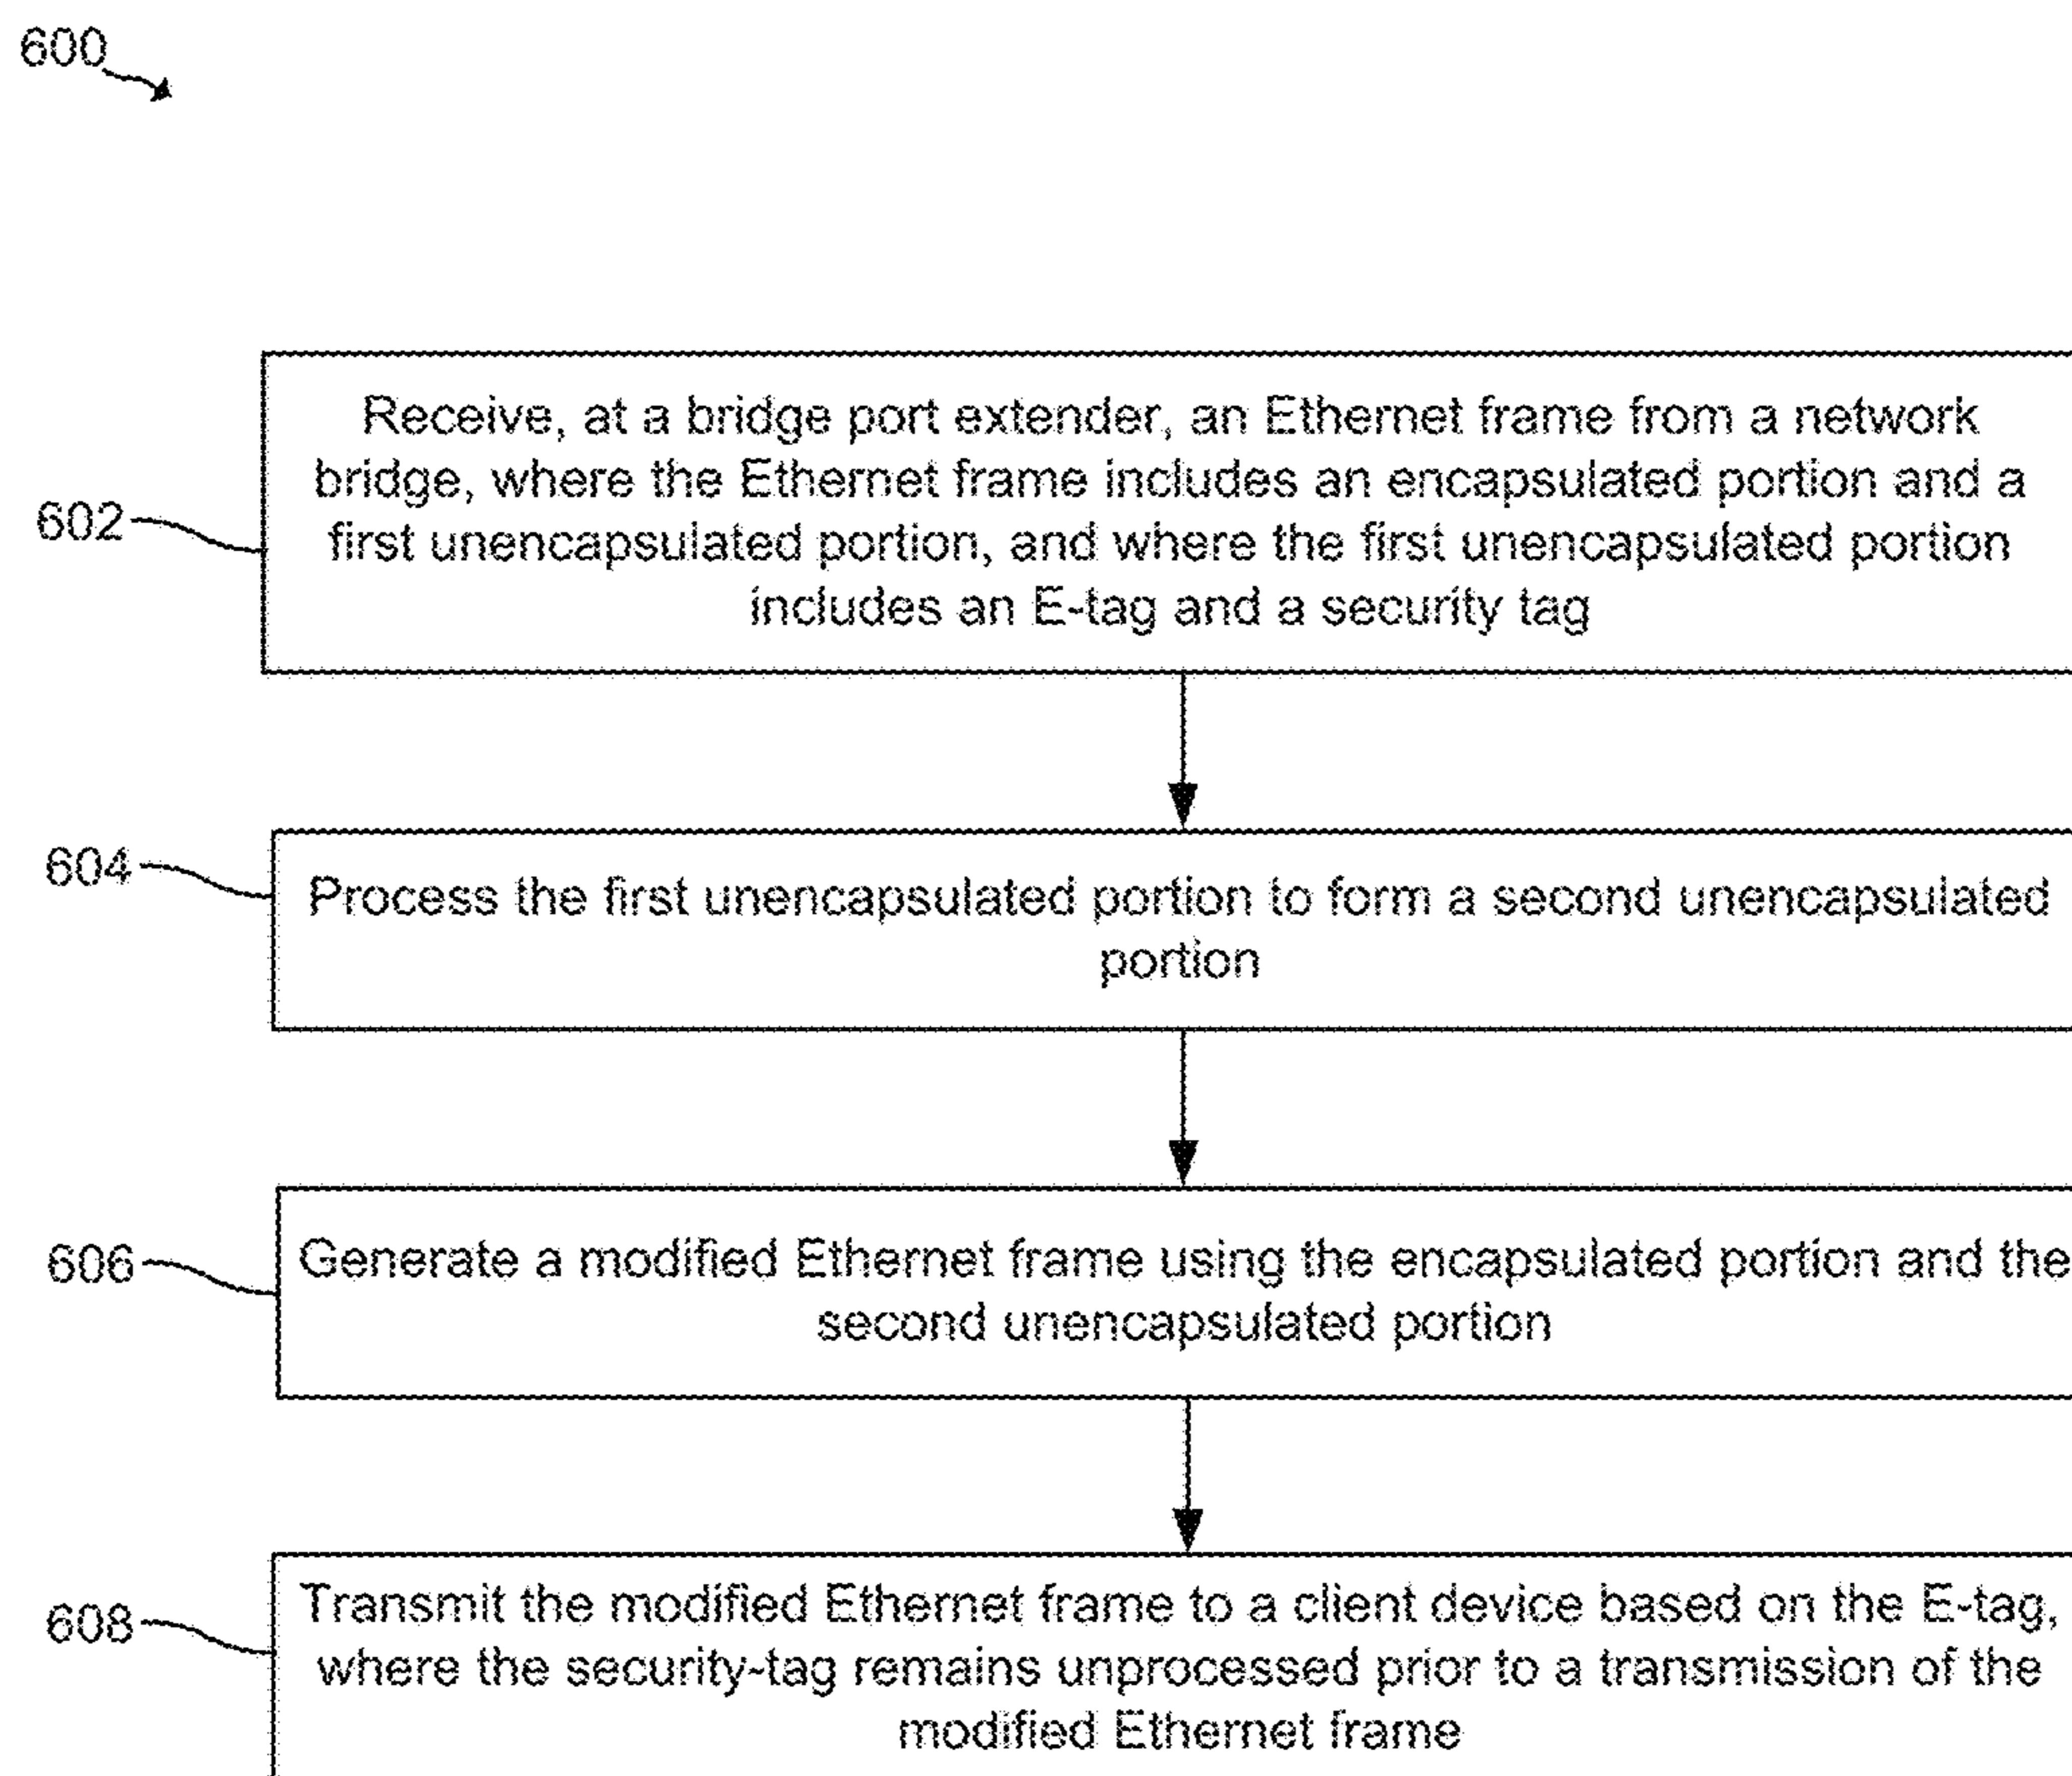 600
Receive, at a bridge port extender, an Ethernet frame from a network
bridge, where the Ethernet frame includes an encapsulated portion and a
602
first unencapsulated portion, and where the first unencapsulated portion
includes an E-tag and a security tag
604
Process the first unencapsulated portion to form a second unencapsulated
portion
606
Generate a modified Ethernet frame using the encapsulated portion and the
second unencapsulated portion
608
Transmit the modified Ethernet frame to a client device based on the E-tag,
where the security-tag remains unprocessed prior to a transmission of the
modified Ethernet frame